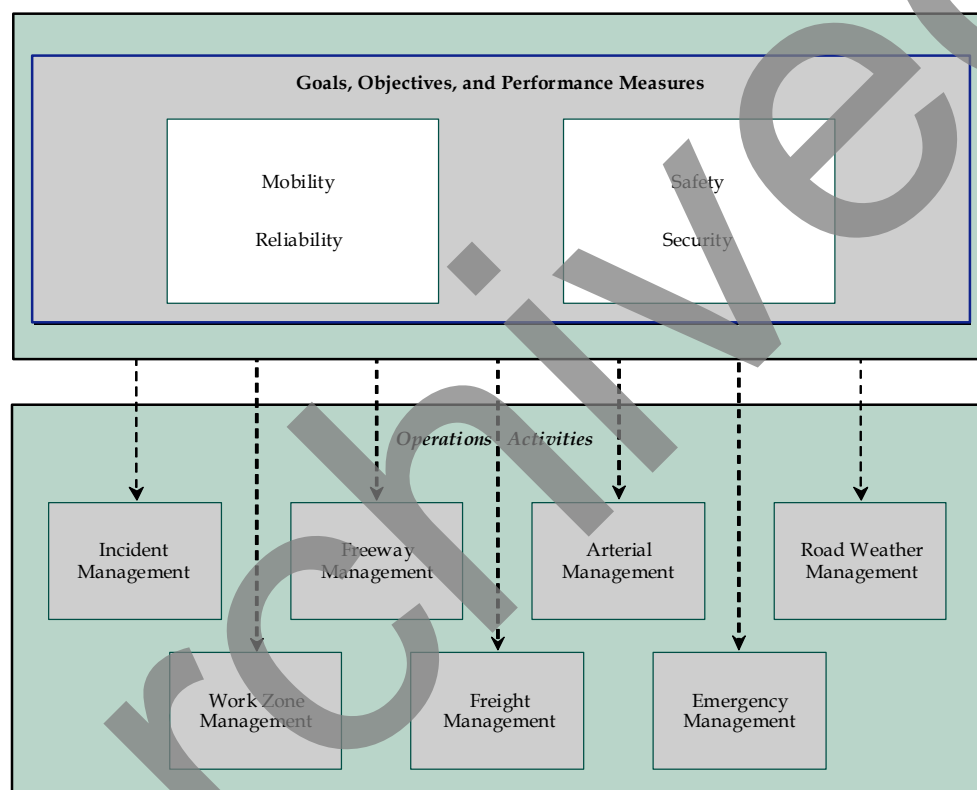 Goals, Objectives, and Performance Measures
Mobility
Reliability
Safety
Security
Operations Activities
Incident
Management
Freeway
Management
Arterial
Management
Road Weather
Management
Work Zone
Management
Freight
Management
Emergency
Management
rchive